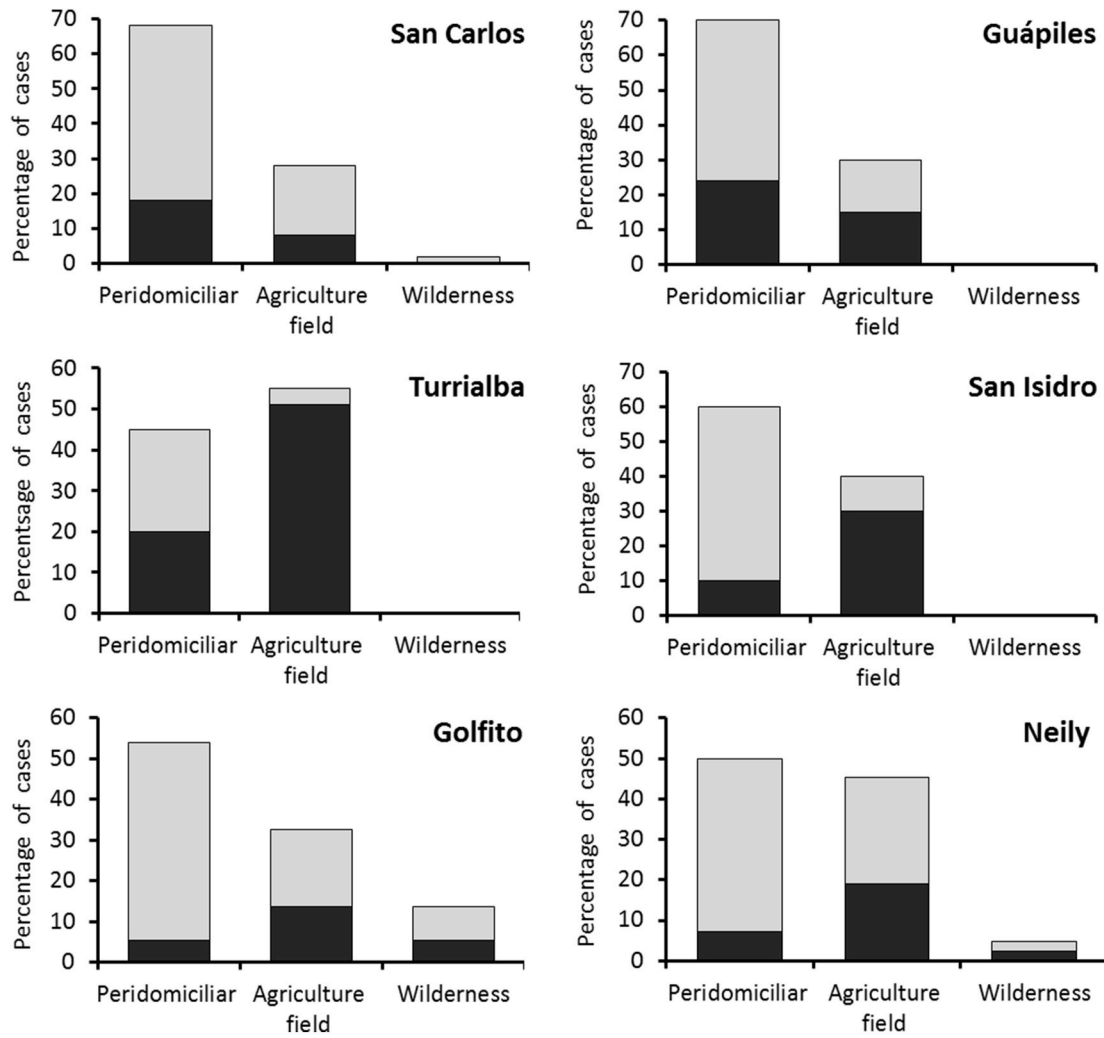 San Carlos
Percentage of cases
70
60
50
40
30
20
10
0
Peridomiciliar
Agriculture
field
Wilderness
Guápiles
Percentage of cases
70
60
50
40
30
20
10
0
Peridomiciliar
Agriculture
field
Wilderness
Turrialba
Percentsage of cases
60
50
40
30
20
10
0
Peridomiciliar
Agriculture
field
Wilderness
San Isidro
Percentage of cases
70
60
50
40
30
20
10
0
Peridomiciliar
Agriculture
field
Wilderness
Golfito
Percentage of cases
60
50
40
30
20
10
0
Peridomiciliar
Agriculture
field
Wilderness
Neily
Percentage of cases
60
50
40
30
20
10
0
Peridomiciliar
Agriculture
field
Wilderness